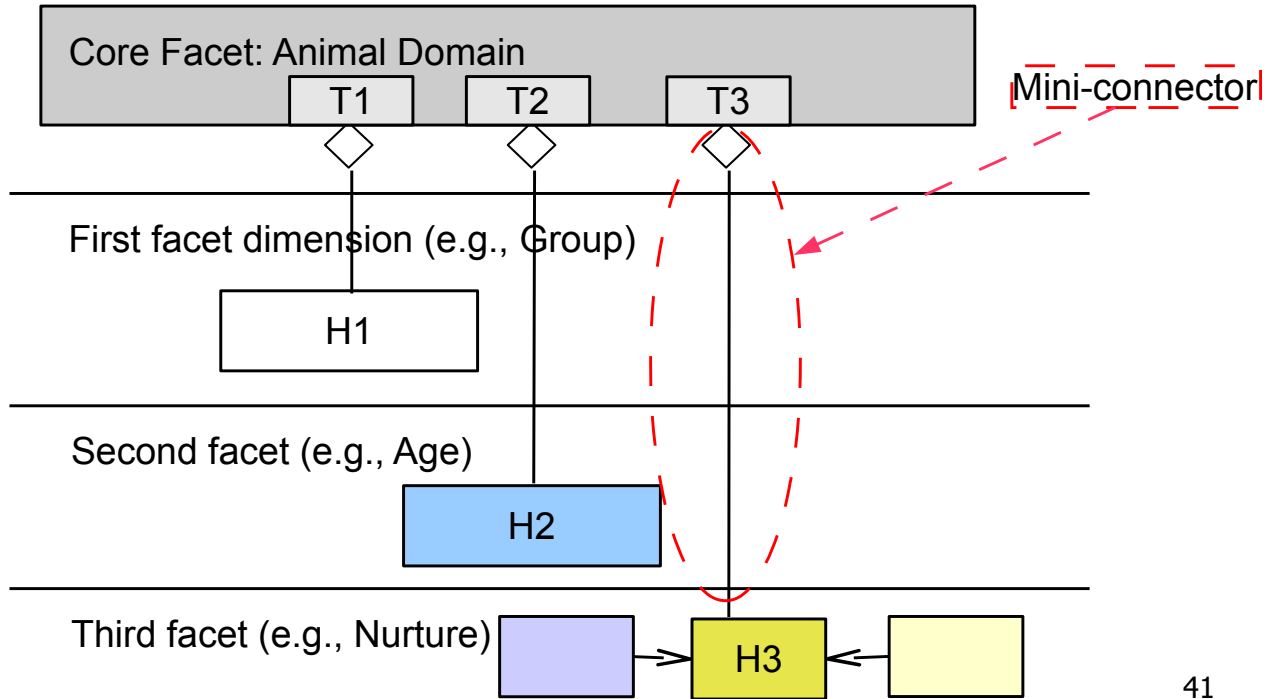 Core Facet: Animal Domain
T1
T2
T3
Mini-connector
First facet dimension (e.g., Group)
H1
Second facet (e.g., Age)
H2
Third facet (e.g., Nurture)
H3
41